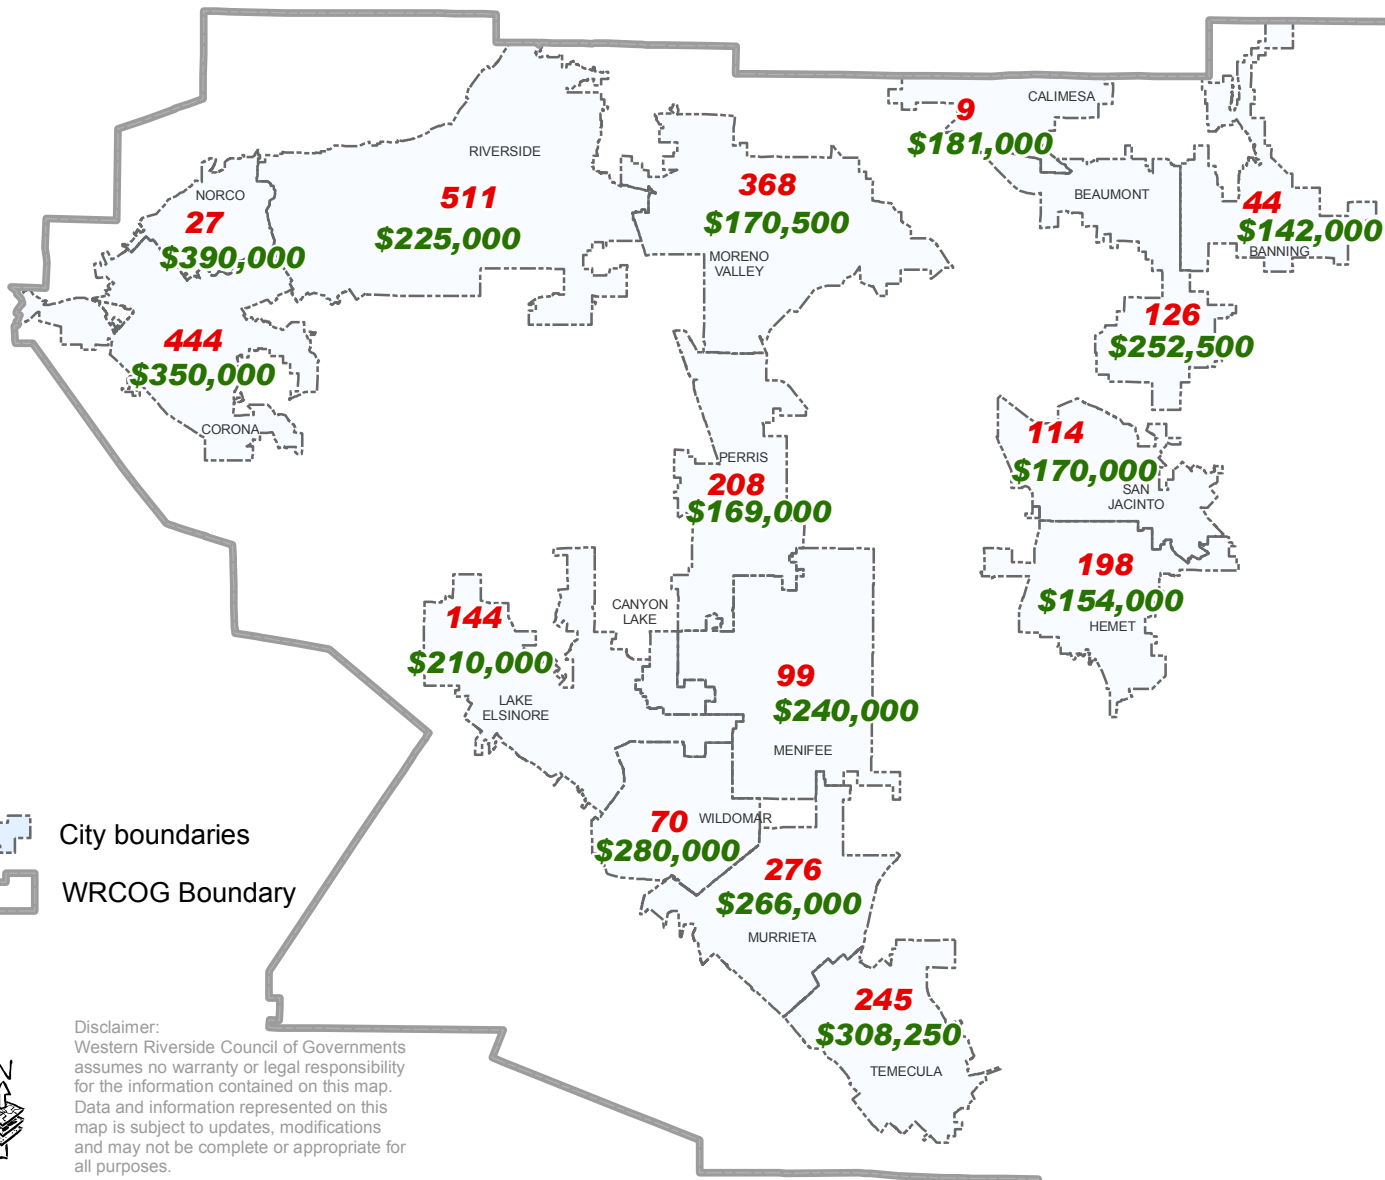 CALIMESA
9
$181,000
RIVERSIDE
511
$225,000
368
$170,500
MORENO
VALLEY
BEAUMONT
126
$252,500
44
$142,000
BANNING
NORCO
27
$390,000
444
$350,000
CORONA
114
$170,000
SAN
JACINTO
PERRIS
208
$169,000
198
$154,000
HEMET
CANYON
LAKE
144
$210,000
LAKE
ELSINORE
99
$240,000
MENIFEE
WILDOMAR
70
$280,000
276
$266,000
MURRIETA
245
$308,250
TEMECULA
City boundaries
WRCOG Boundary
Disclaimer:
Western Riverside Council of Governments
assumes no warranty or legal responsibility
for the information contained on this map.
Data and information represented on this
map is subject to updates, modifications
and may not be complete or appropriate for
all purposes.